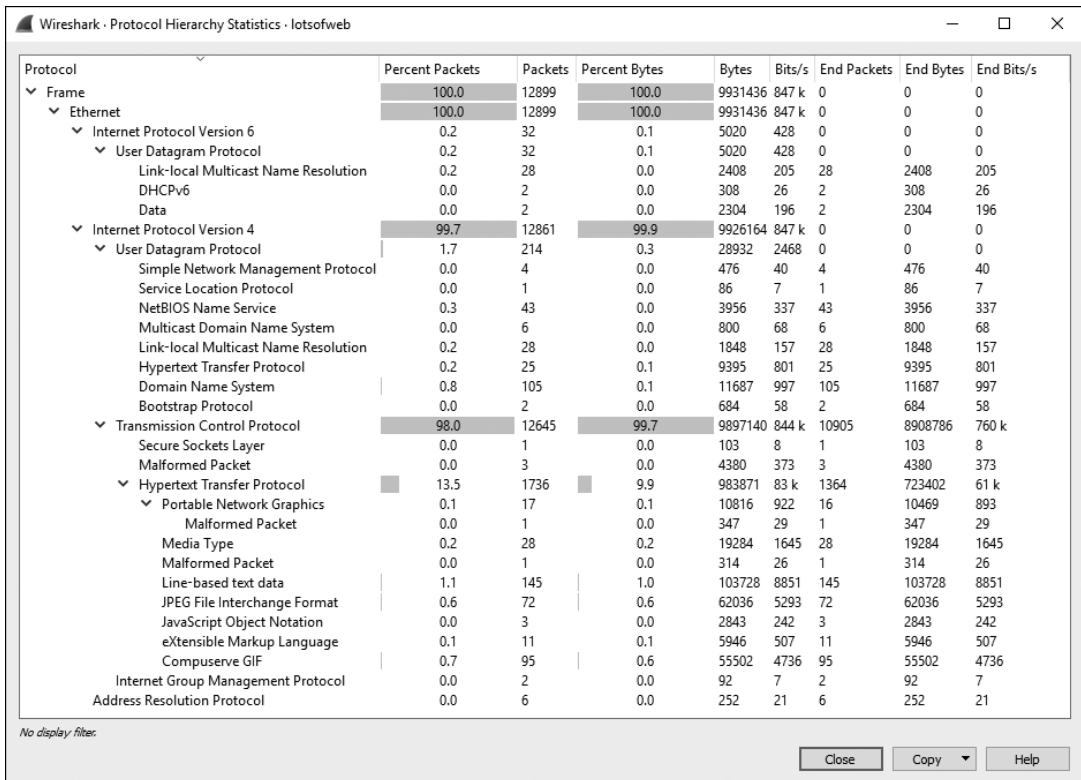 Wireshark · Protocol Hierarchy Statistics · lotsofweb
Protocol Percent Packets Packets Percent Bytes Bytes Bits/s End Packets End Bytes End Bits/s
Frame 100.0 12899 100.0 9931436 847 k 0 0 0
Ethernet 100.0 12899 100.0 9931436 847 k 0 0 0
Internet Protocol Version 6 0.2 32 0.1 5020 428 0 0 0
User Datagram Protocol 0.2 32 0.1 5020 428 0 0 0
Link-local Multicast Name Resolution 0.2 28 0.0 2408 205 28 2408 205
DHCPv6 0.0 2 0.0 308 26 2 308 26
Data 0.0 2 0.0 2304 196 2 2304 196
Internet Protocol Version 4 99.7 12861 99.9 9926164 847 k 0 0 0
User Datagram Protocol 1.7 214 0.3 28932 2468 0 0 0
Simple Network Management Protocol 0.0 4 0.0 476 40 4 476 40
Service Location Protocol 0.0 1 0.0 86 7 1 86 7
NetBIOS Name Service 0.3 43 0.0 3956 337 43 3956 337
Multicast Domain Name System 0.0 6 0.0 800 68 6 800 68
Link-local Multicast Name Resolution 0.2 28 0.0 1848 157 28 1848 157
Hypertext Transfer Protocol 0.2 25 0.1 9395 801 25 9395 801
Domain Name System 0.8 105 0.1 11687 997 105 11687 997
Bootstrap Protocol 0.0 2 0.0 684 58 2 684 58
Transmission Control Protocol 98.0 12645 99.7 9897140 844 k 10905 8908786 760 k
Secure Sockets Layer 0.0 1 0.0 103 8 1 103 8
Malformed Packet 0.0 3 0.0 4380 373 3 4380 373
Hypertext Transfer Protocol 13.5 1736 9.9 983871 83 k 1364 723402 61 k
Portable Network Graphics 0.1 17 0.1 10816 922 16 10469 893
Malformed Packet 0.0 1 0.0 347 29 1 347 29
Media Type 0.2 28 0.2 19284 1645 28 19284 1645
Malformed Packet 0.0 1 0.0 314 26 1 314 26
Line-based text data 1.1 145 1.0 103728 8851 145 103728 8851
JPEG File Interchange Format 0.6 72 0.6 62036 5293 72 62036 5293
JavaScript Object Notation 0.0 3 0.0 2843 242 3 2843 242
eXtensible Markup Language 0.1 11 0.1 5946 507 11 5946 507
Compuserve GIF 0.7 95 0.6 55502 4736 95 55502 4736
Internet Group Management Protocol 0.0 2 0.0 92 7 2 92 7
Address Resolution Protocol 0.0 6 0.0 252 21 6 252 21
No display filter.
Close Copy Help